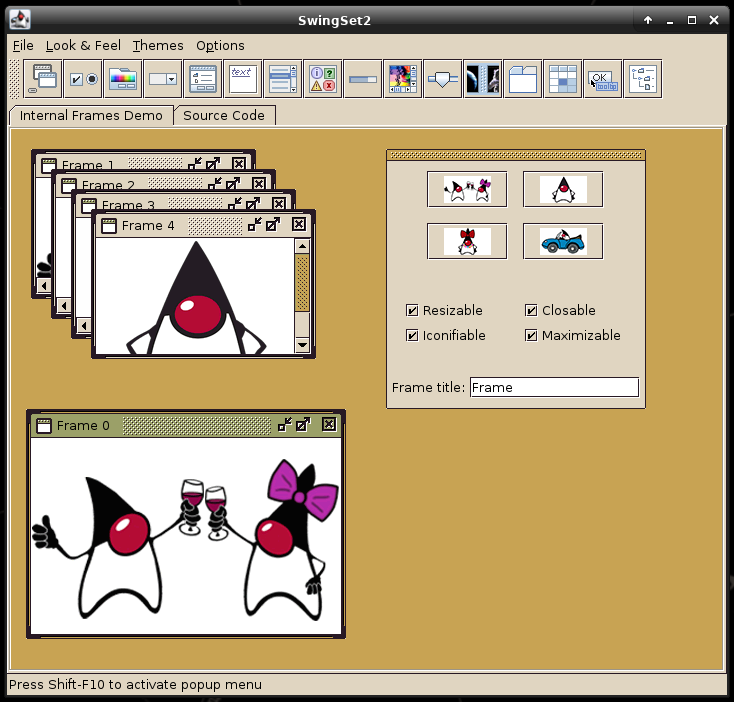 SwingSet2
File Look & Feel Themes Options
text
OK
tooltip
Internal Frames Demo Source Code
Frame 1
Frame 2
Frame 3
Frame 4
Resizable Closable
Iconifiable Maximizable
Frame title: Frame
Frame 0
Press Shift-F10 to activate popup menu